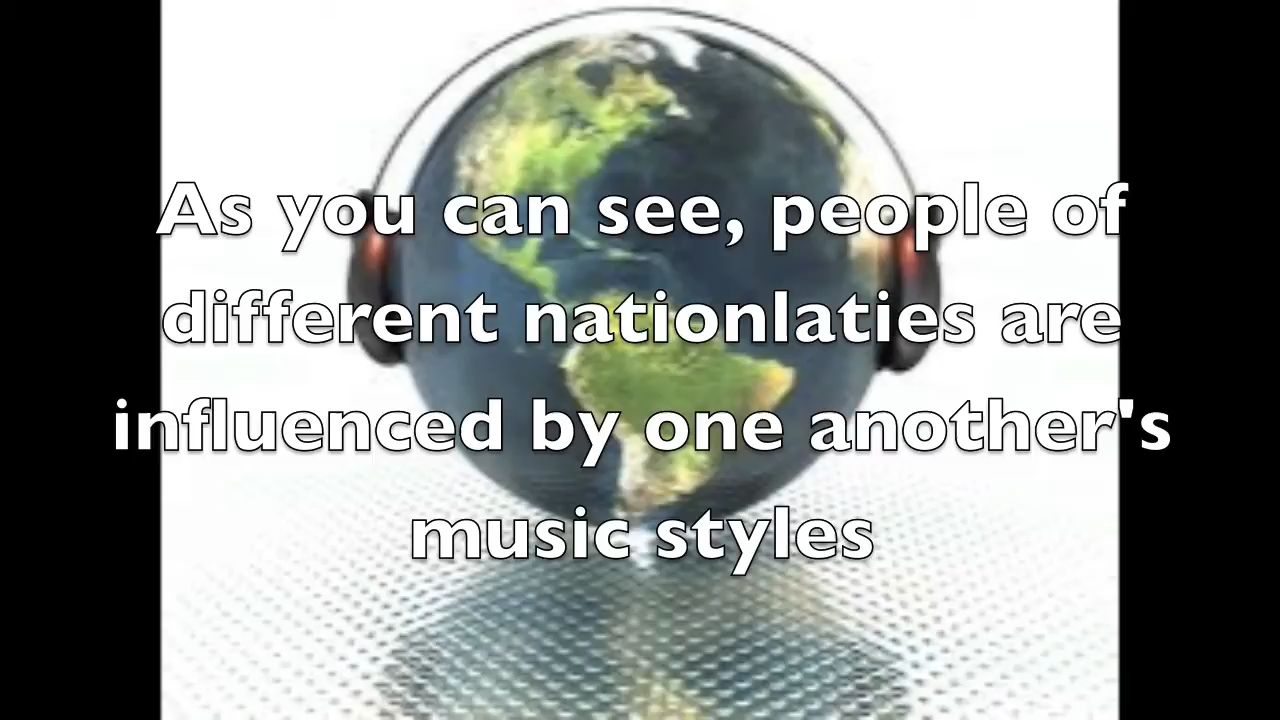 As you can see, people of
different nationlaties are
influenced by one another's
music styles